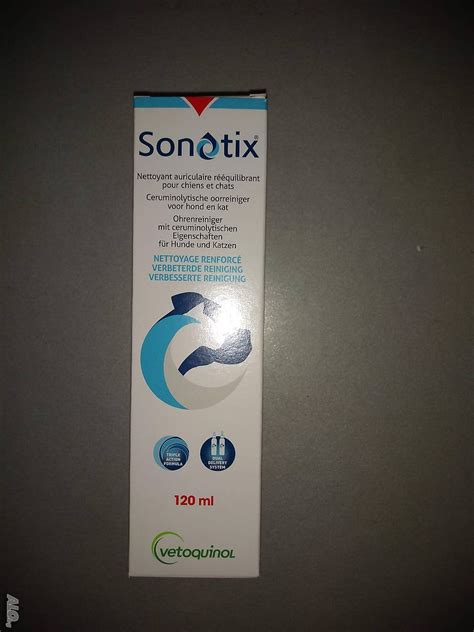 Sonotix®
Nettoyant auriculaire rééquilibrant
pour chiens et chats
Ceruminolytische oorreiniger
voor hond en kat
Ohrenreiniger
mit ceruminolytischen
Eigenschaften
für Hunde und Katzen
NETTOYAGE RENFORCÉ
VERBETERDE REINIGING
VERBESSERTE REINIGUNG
TRIPLE
ACTION
FORMULA
DUAL
DELIVERY
SYSTEM
120 ml
vetoquinol